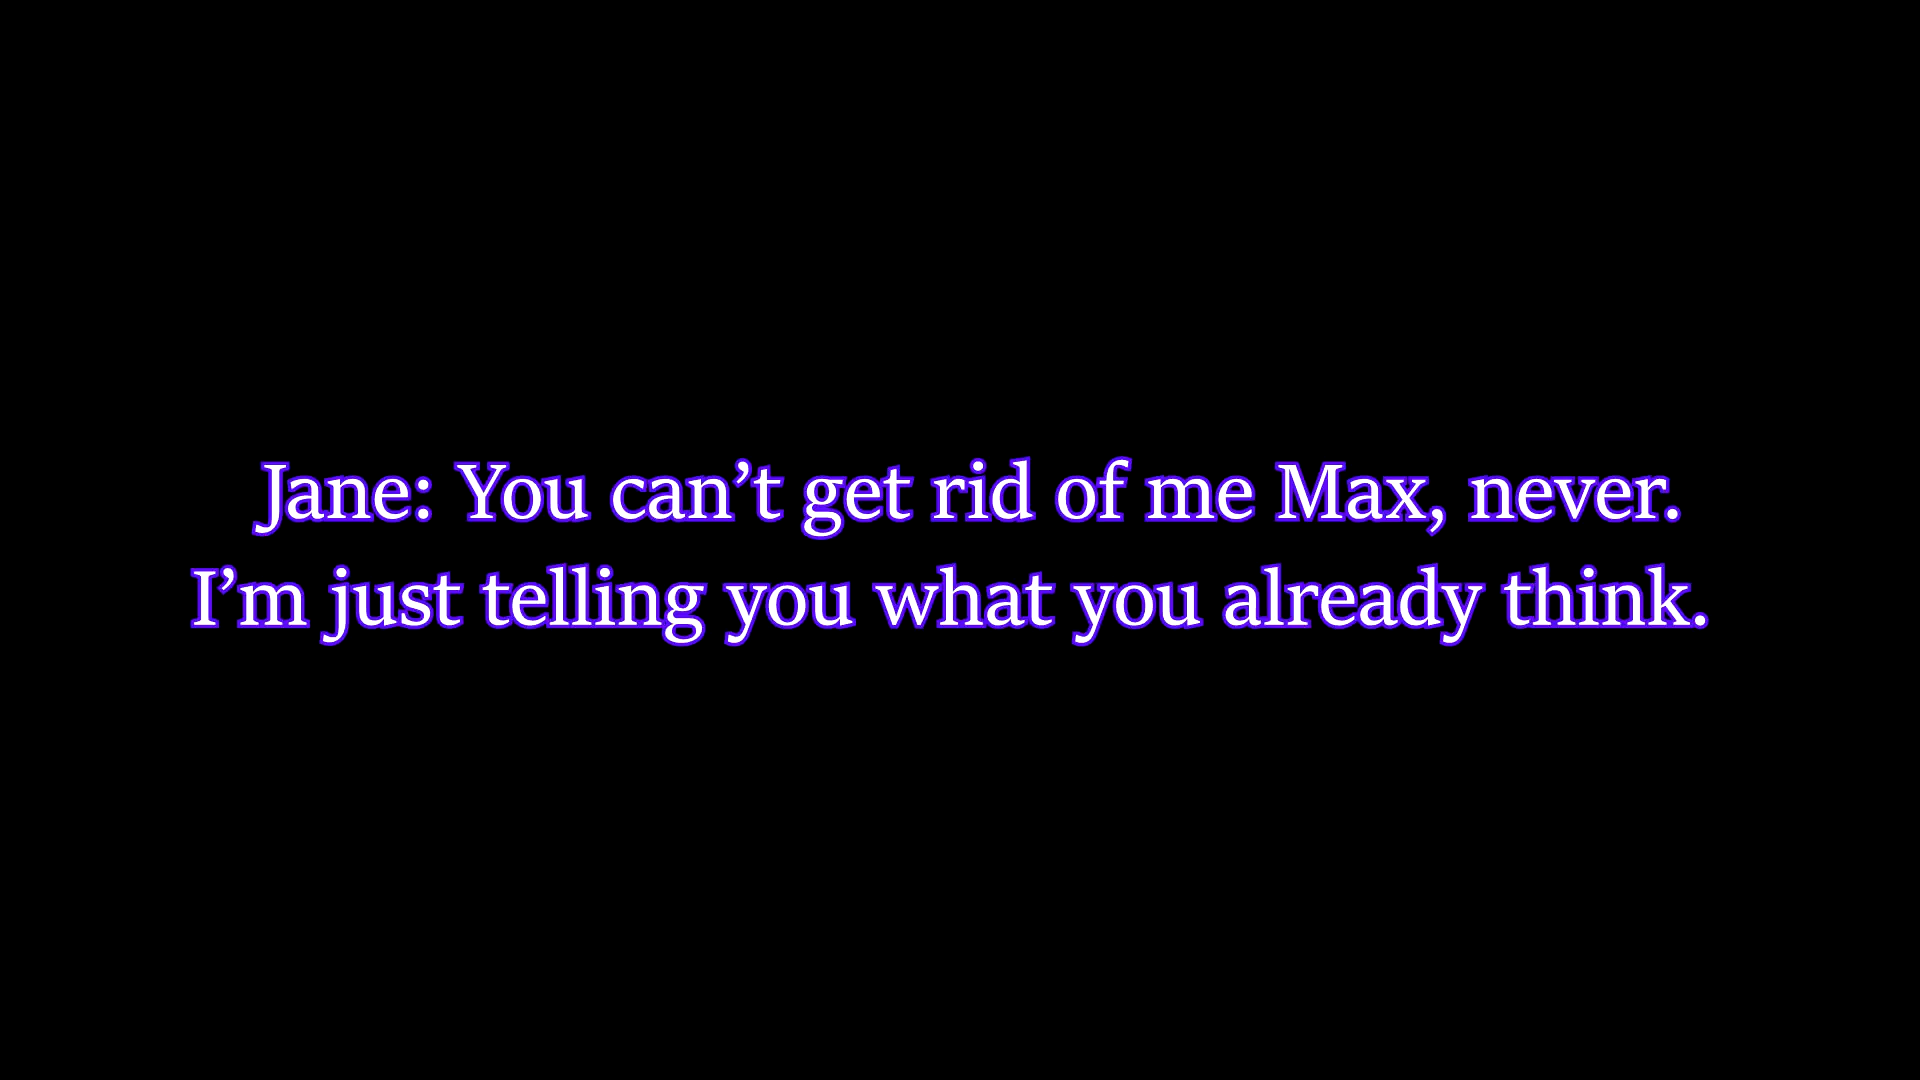 Jane: You can’t get rid of me Max, never.
I’m just telling you what you already think.